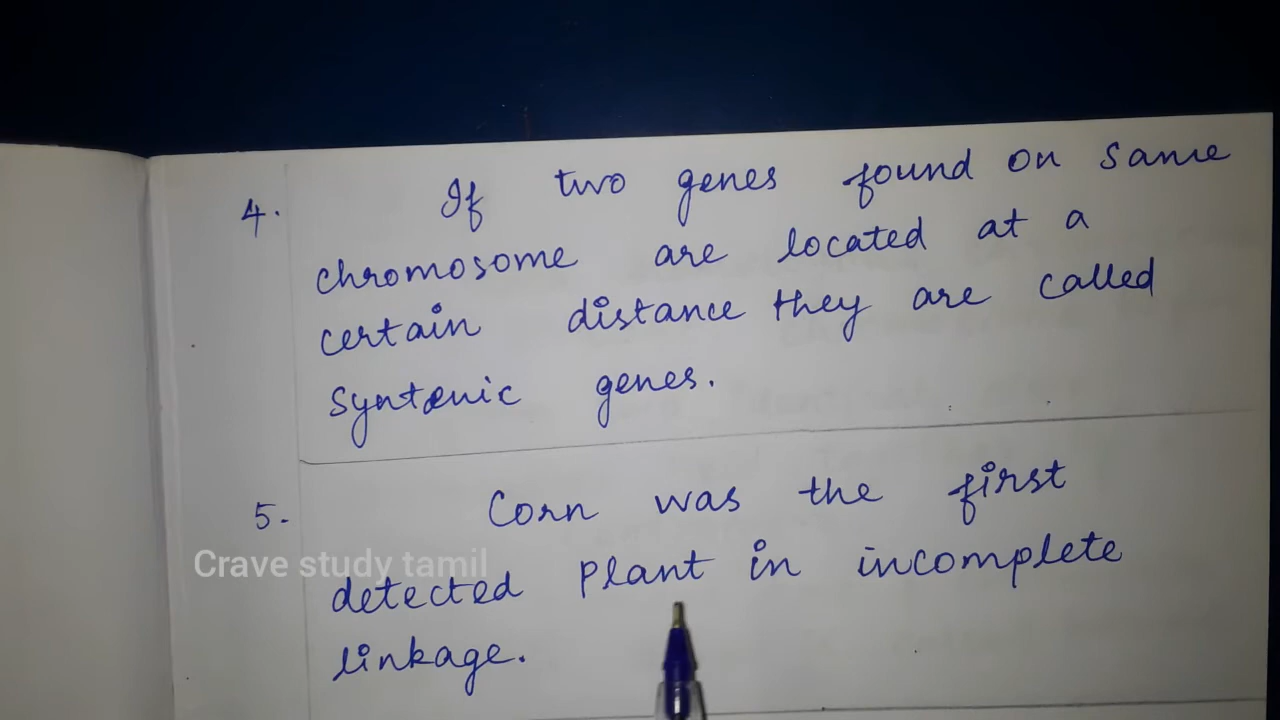 4. If two genes found on same
chromosome are located at a
certain distance they are called
Syntenic genes.
5. Corn was the first
detected plant in incomplete
linkage.
Crave study tamil